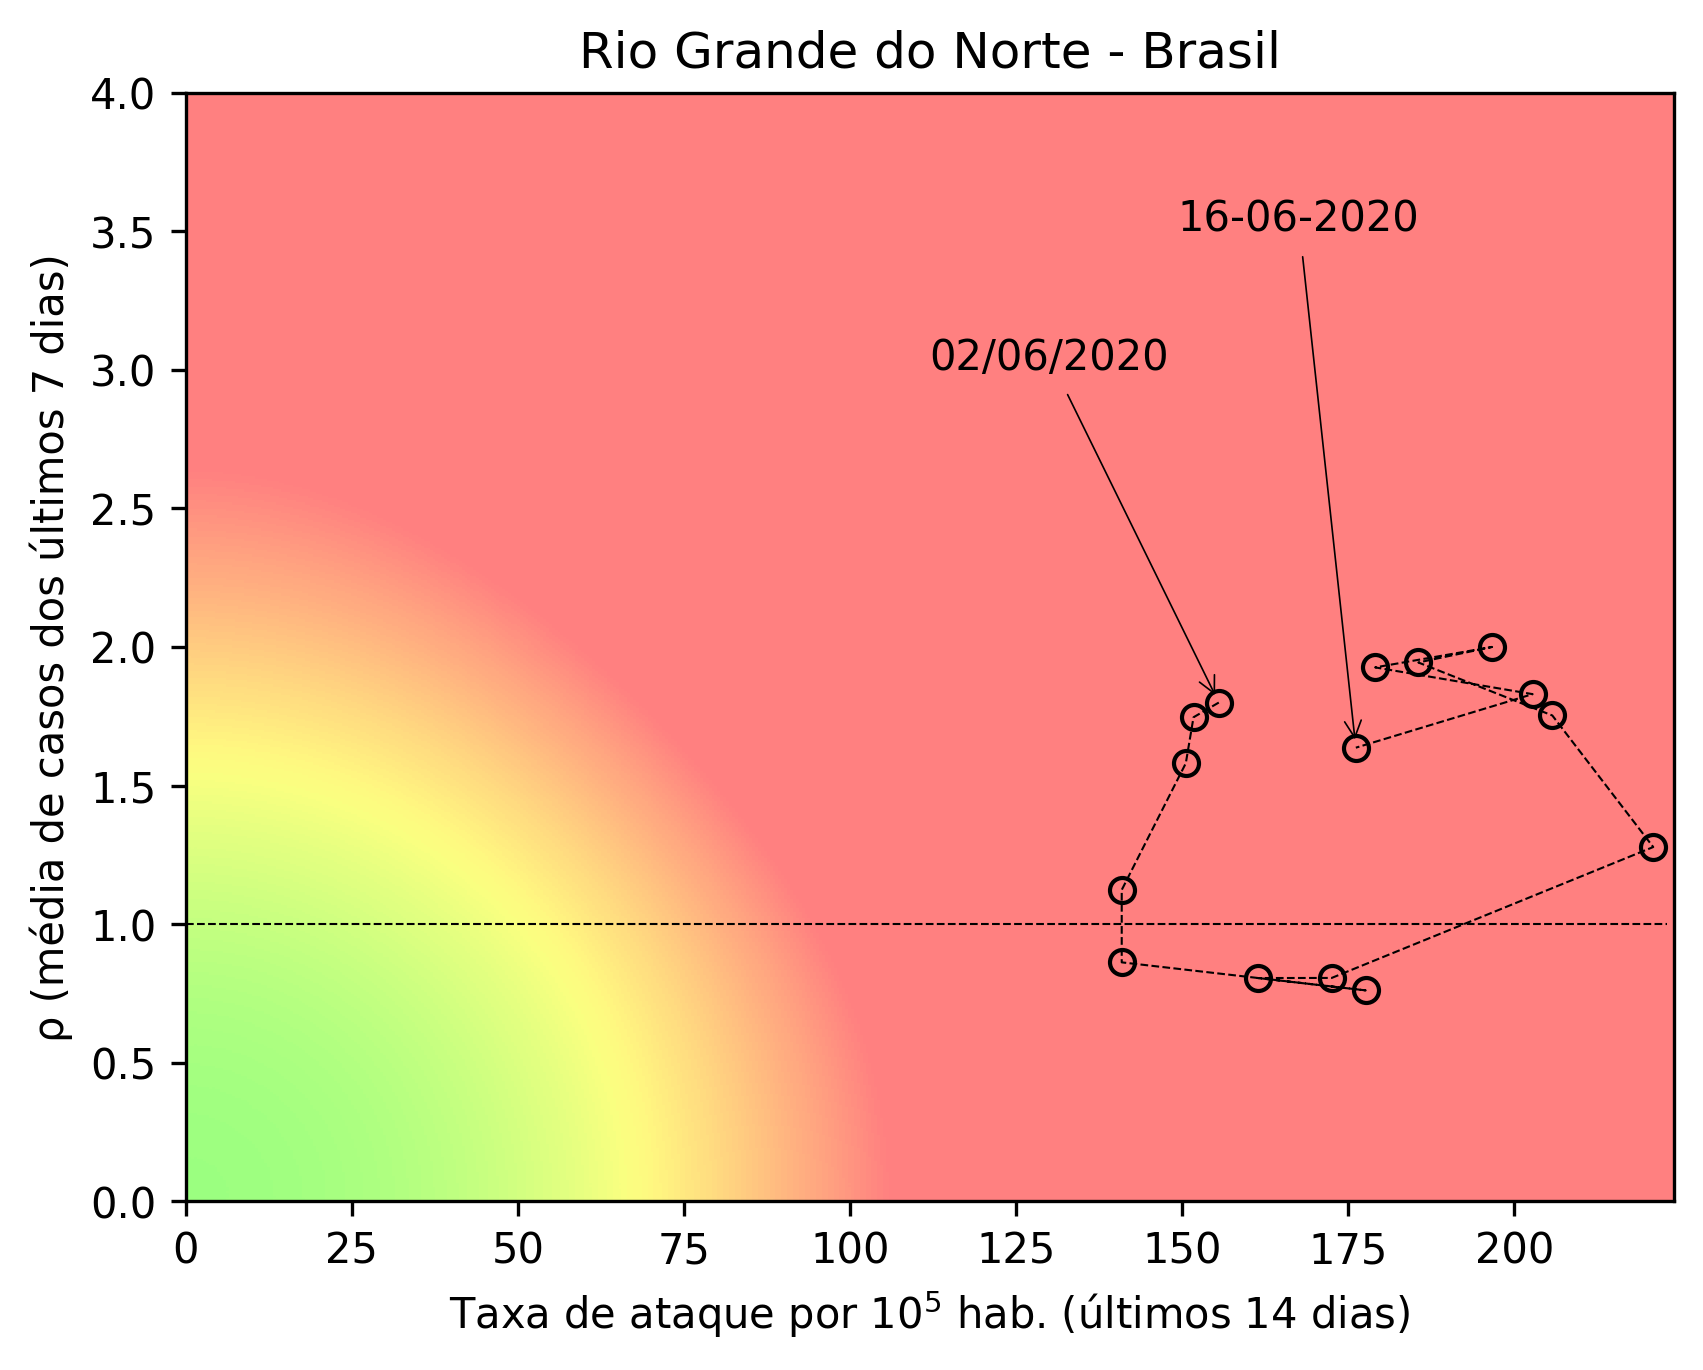 Rio Grande do Norte - Brasil
4.0
3.5
3.0
2.5
2.0
1.5
1.0
0.5
0.0
ρ (média de casos dos últimos 7 dias)
16-06-2020
02/06/2020
0 25 50 75 100 125 150 175 200
Taxa de ataque por 10⁵ hab. (últimos 14 dias)